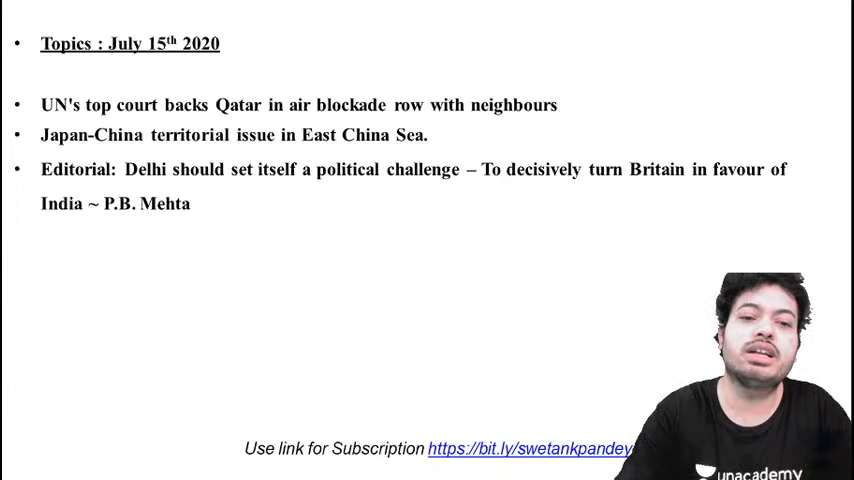 • Topics : July 15th 2020
• UN's top court backs Qatar in air blockade row with neighbours
• Japan-China territorial issue in East China Sea.
• Editorial: Delhi should set itself a political challenge – To decisively turn Britain in favour of
India ~ P.B. Mehta
Use link for Subscription https://bit.ly/swetankpandey
unacademy